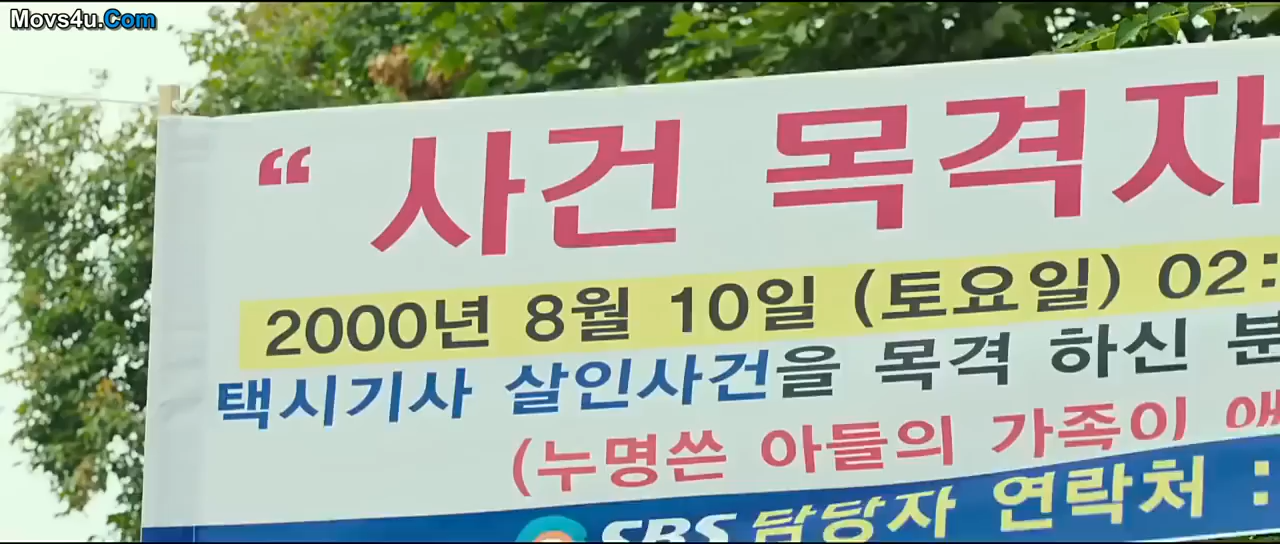 Movs4u.Com
“ 사건 목격자
2000년 8월 10일 (토요일) 02:
택시기사 살인사건을 목격 하신 분
(누명쓴 아들의 가족이
SBS 담당자 연락처 :